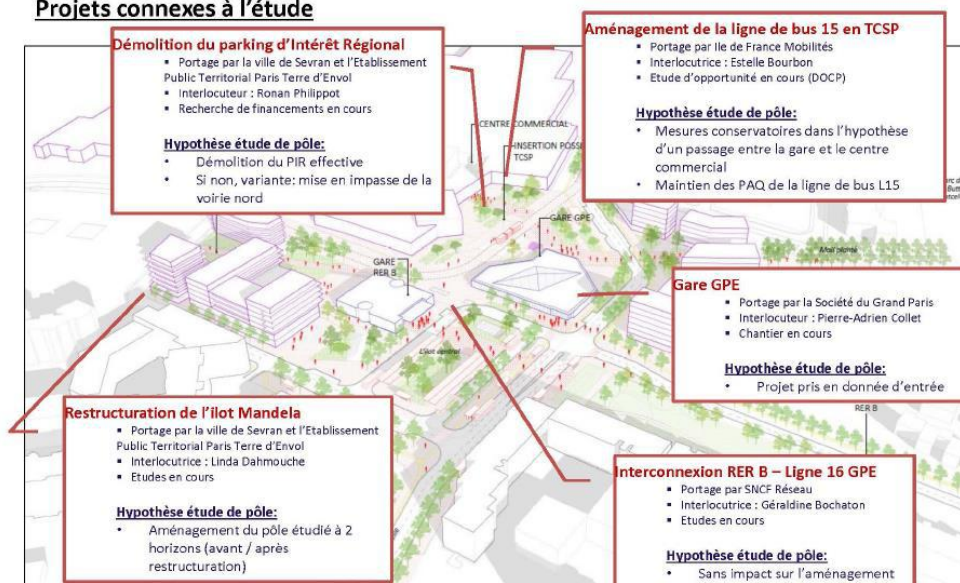 Projets connexes à l'étude
Démolition du parking d'Intérêt Régional
▪ Portage par la ville de Sevran et l'Etablissement
Public Territorial Paris Terre d'Envol
▪ Interlocuteur : Ronan Philippot
▪ Recherche de financements en cours
Hypothèse étude de pôle:
• Démolition du PIR effective
• Si non, variante: mise en impasse de la
voirie nord
Aménagement de la ligne de bus 15 en TCSP
▪ Portage par Ile de France Mobilités
▪ Interlocutrice : Estelle Bourbon
▪ Etude d'opportunité en cours (DOCP)
Hypothèse étude de pôle:
• Mesures conservatoires dans l'hypothèse
d'un passage entre la gare et le centre
commercial
• Maintien des PAQ de la ligne de bus L15
CENTRE COMMERCIAL
INSERTION POSSI
TCSP
GARE GPE
GARE
RER B
Mail planté
L'îlot central
Gare GPE
▪ Portage par la Société du Grand Paris
▪ Interlocuteur : Pierre-Adrien Collet
▪ Chantier en cours
Hypothèse étude de pôle:
• Projet pris en donnée d'entrée
RER B
Restructuration de l'îlot Mandela
▪ Portage par la ville de Sevran et l'Etablissement
Public Territorial Paris Terre d'Envol
▪ Interlocutrice : Linda Dahmouche
▪ Etudes en cours
Hypothèse étude de pôle:
• Aménagement du pôle étudié à 2
horizons (avant / après
restructuration)
Interconnexion RER B – Ligne 16 GPE
▪ Portage par SNCF Réseau
▪ Interlocutrice : Géraldine Bochaton
▪ Etudes en cours
Hypothèse étude de pôle:
• Sans impact sur l'aménagement